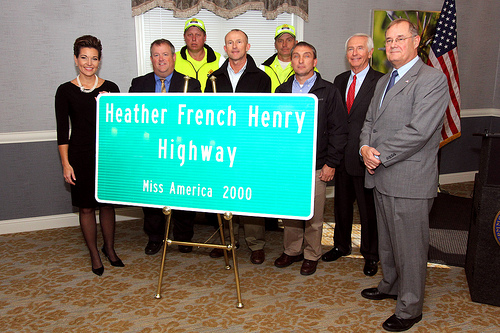 Heather French Henry
Highway
Miss America 2000